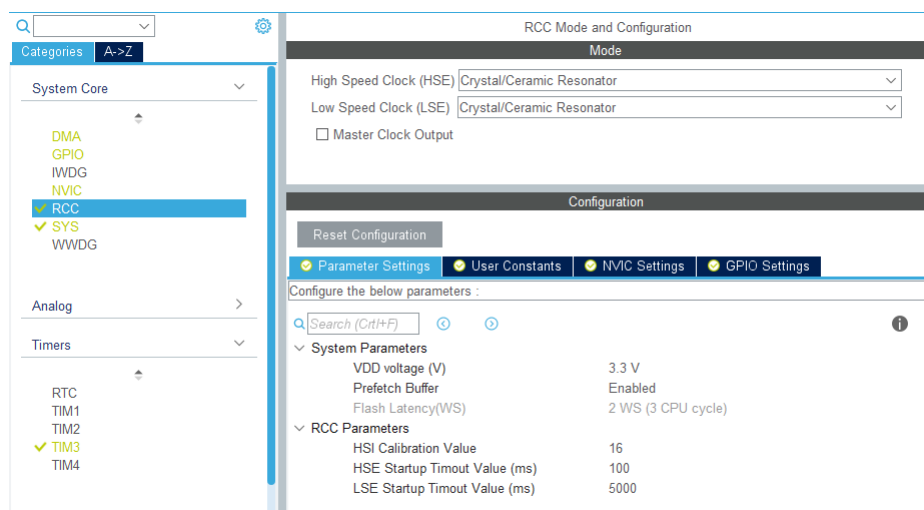 Categories A->Z
System Core
DMA
GPIO
IWDG
NVIC
RCC
SYS
WWDG
Analog
Timers
RTC
TIM1
TIM2
TIM3
TIM4
RCC Mode and Configuration
Mode
High Speed Clock (HSE) Crystal/Ceramic Resonator
Low Speed Clock (LSE) Crystal/Ceramic Resonator
Master Clock Output
Configuration
Reset Configuration
Parameter Settings User Constants NVIC Settings GPIO Settings
Configure the below parameters :
Search (Crtl+F)
System Parameters
VDD voltage (V) 3.3 V
Prefetch Buffer Enabled
Flash Latency(WS) 2 WS (3 CPU cycle)
RCC Parameters
HSI Calibration Value 16
HSE Startup Timout Value (ms) 100
LSE Startup Timout Value (ms) 5000